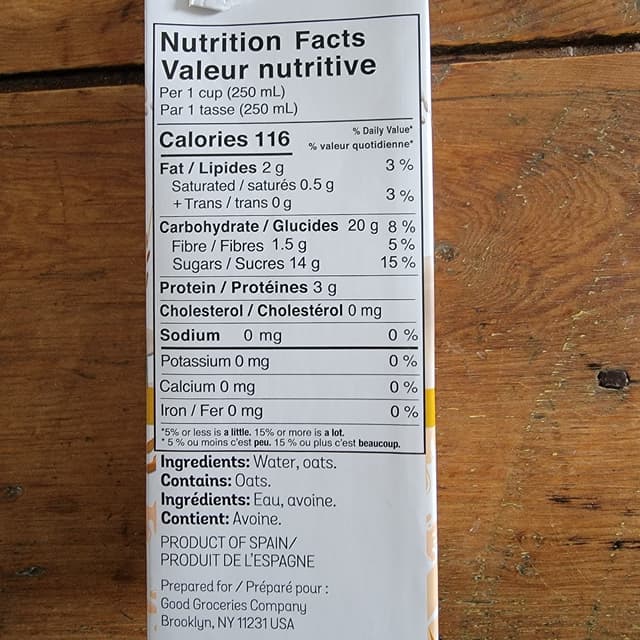 Nutrition Facts
Valeur nutritive
Per 1 cup (250 mL)
Par 1 tasse (250 mL)
Calories 116
% Daily Value*
% valeur quotidienne*
Fat / Lipides 2 g 3 %
Saturated / saturés 0.5 g
+ Trans / trans 0 g 3 %
Carbohydrate / Glucides 20 g 8 %
Fibre / Fibres 1.5 g 5 %
Sugars / Sucres 14 g 15 %
Protein / Protéines 3 g
Cholesterol / Cholestérol 0 mg
Sodium 0 mg 0 %
Potassium 0 mg 0 %
Calcium 0 mg 0 %
Iron / Fer 0 mg 0 %
*5% or less is a little. 15% or more is a lot.
* 5 % ou moins c'est peu. 15 % ou plus c'est beaucoup.
Ingredients: Water, oats.
Contains: Oats.
Ingrédients: Eau, avoine.
Contient: Avoine.
PRODUCT OF SPAIN/
PRODUIT DE L'ESPAGNE
Prepared for / Préparé pour :
Good Groceries Company
Brooklyn, NY 11231 USA